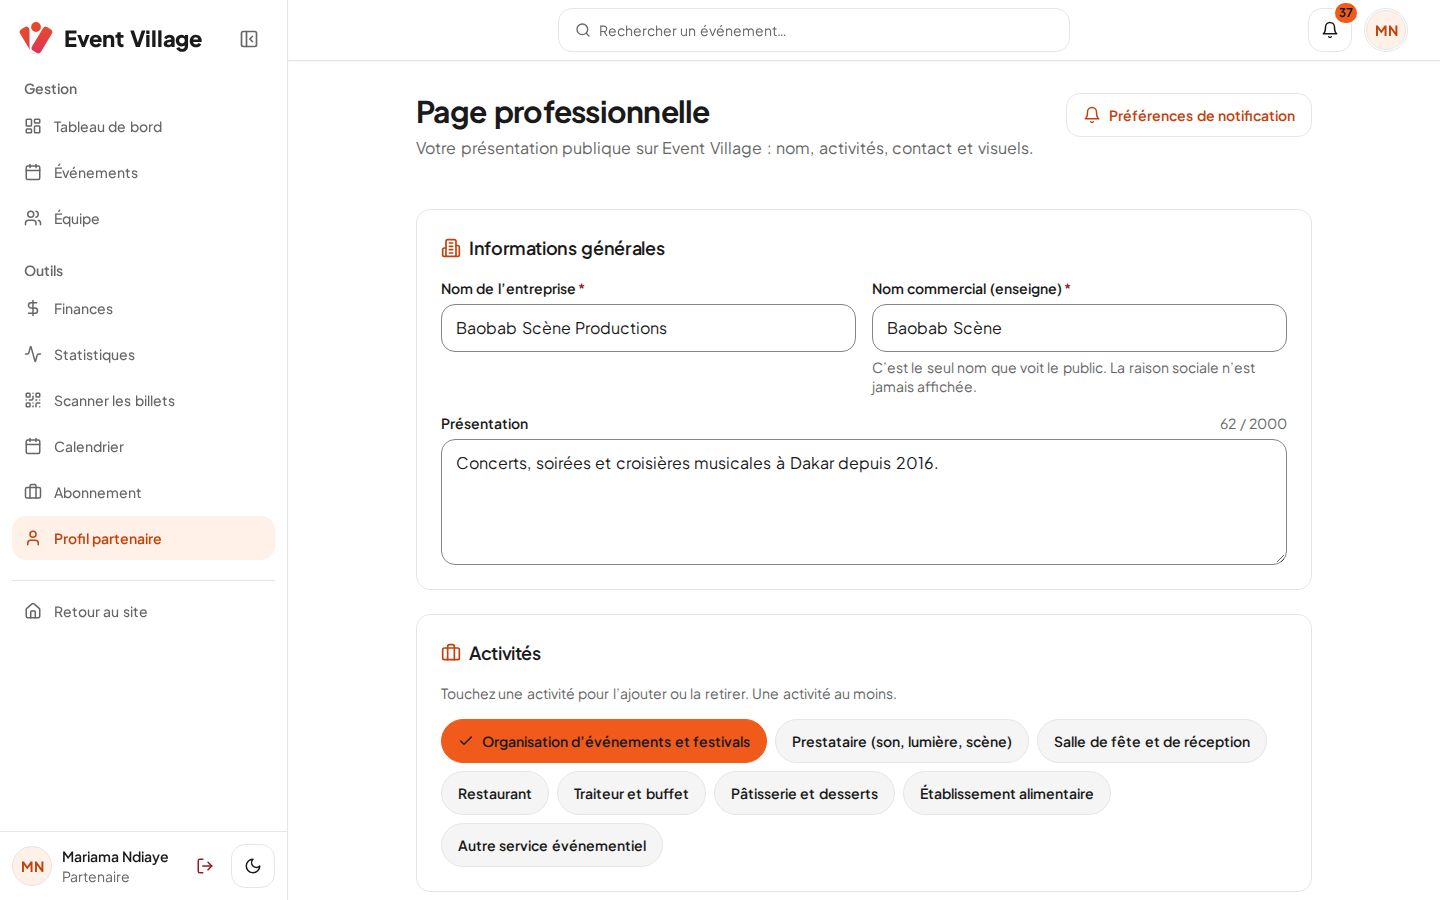 Event Village
Gestion
Tableau de bord
Événements
Équipe
Outils
Finances
Statistiques
Scanner les billets
Calendrier
Abonnement
Profil partenaire
Retour au site
MN
Mariama Ndiaye
Partenaire
Rechercher un événement…
37
MN
Page professionnelle
Votre présentation publique sur Event Village : nom, activités, contact et visuels.
Préférences de notification
Informations générales
Nom de l’entreprise *
Baobab Scène Productions
Nom commercial (enseigne) *
Baobab Scène
C’est le seul nom que voit le public. La raison sociale n’est
jamais affichée.
Présentation
62 / 2000
Concerts, soirées et croisières musicales à Dakar depuis 2016.
Activités
Touchez une activité pour l’ajouter ou la retirer. Une activité au moins.
Organisation d’événements et festivals
Prestataire (son, lumière, scène)
Salle de fête et de réception
Restaurant
Traiteur et buffet
Pâtisserie et desserts
Établissement alimentaire
Autre service événementiel